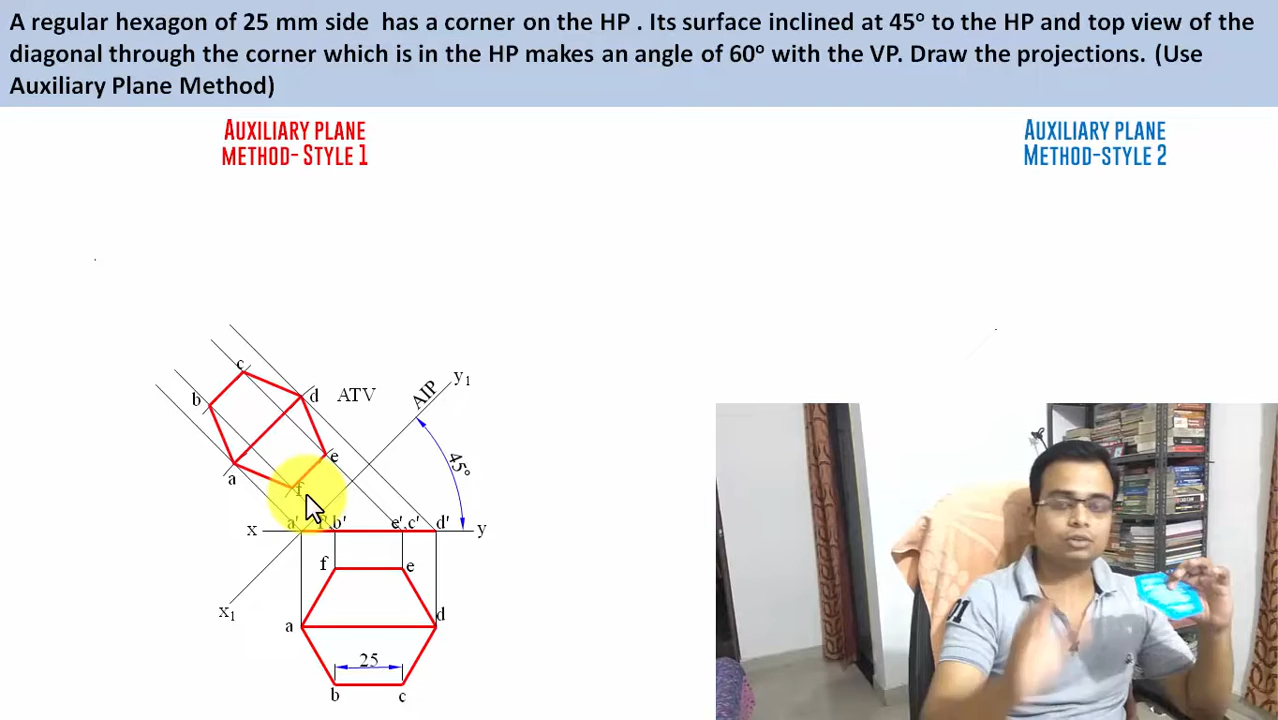 A regular hexagon of 25 mm side has a corner on the HP . Its surface inclined at 45° to the HP and top view of the
diagonal through the corner which is in the HP makes an angle of 60° with the VP. Draw the projections. (Use
Auxiliary Plane Method)
AUXILIARY PLANE
METHOD- STYLE 1
AUXILIARY PLANE
METHOD-STYLE 2
c
d
ATV
AIP
y₁
b
45°
e
a
f
x
a'
b'
e',c'
d'
y
f
e
x₁
a
d
25
b
c